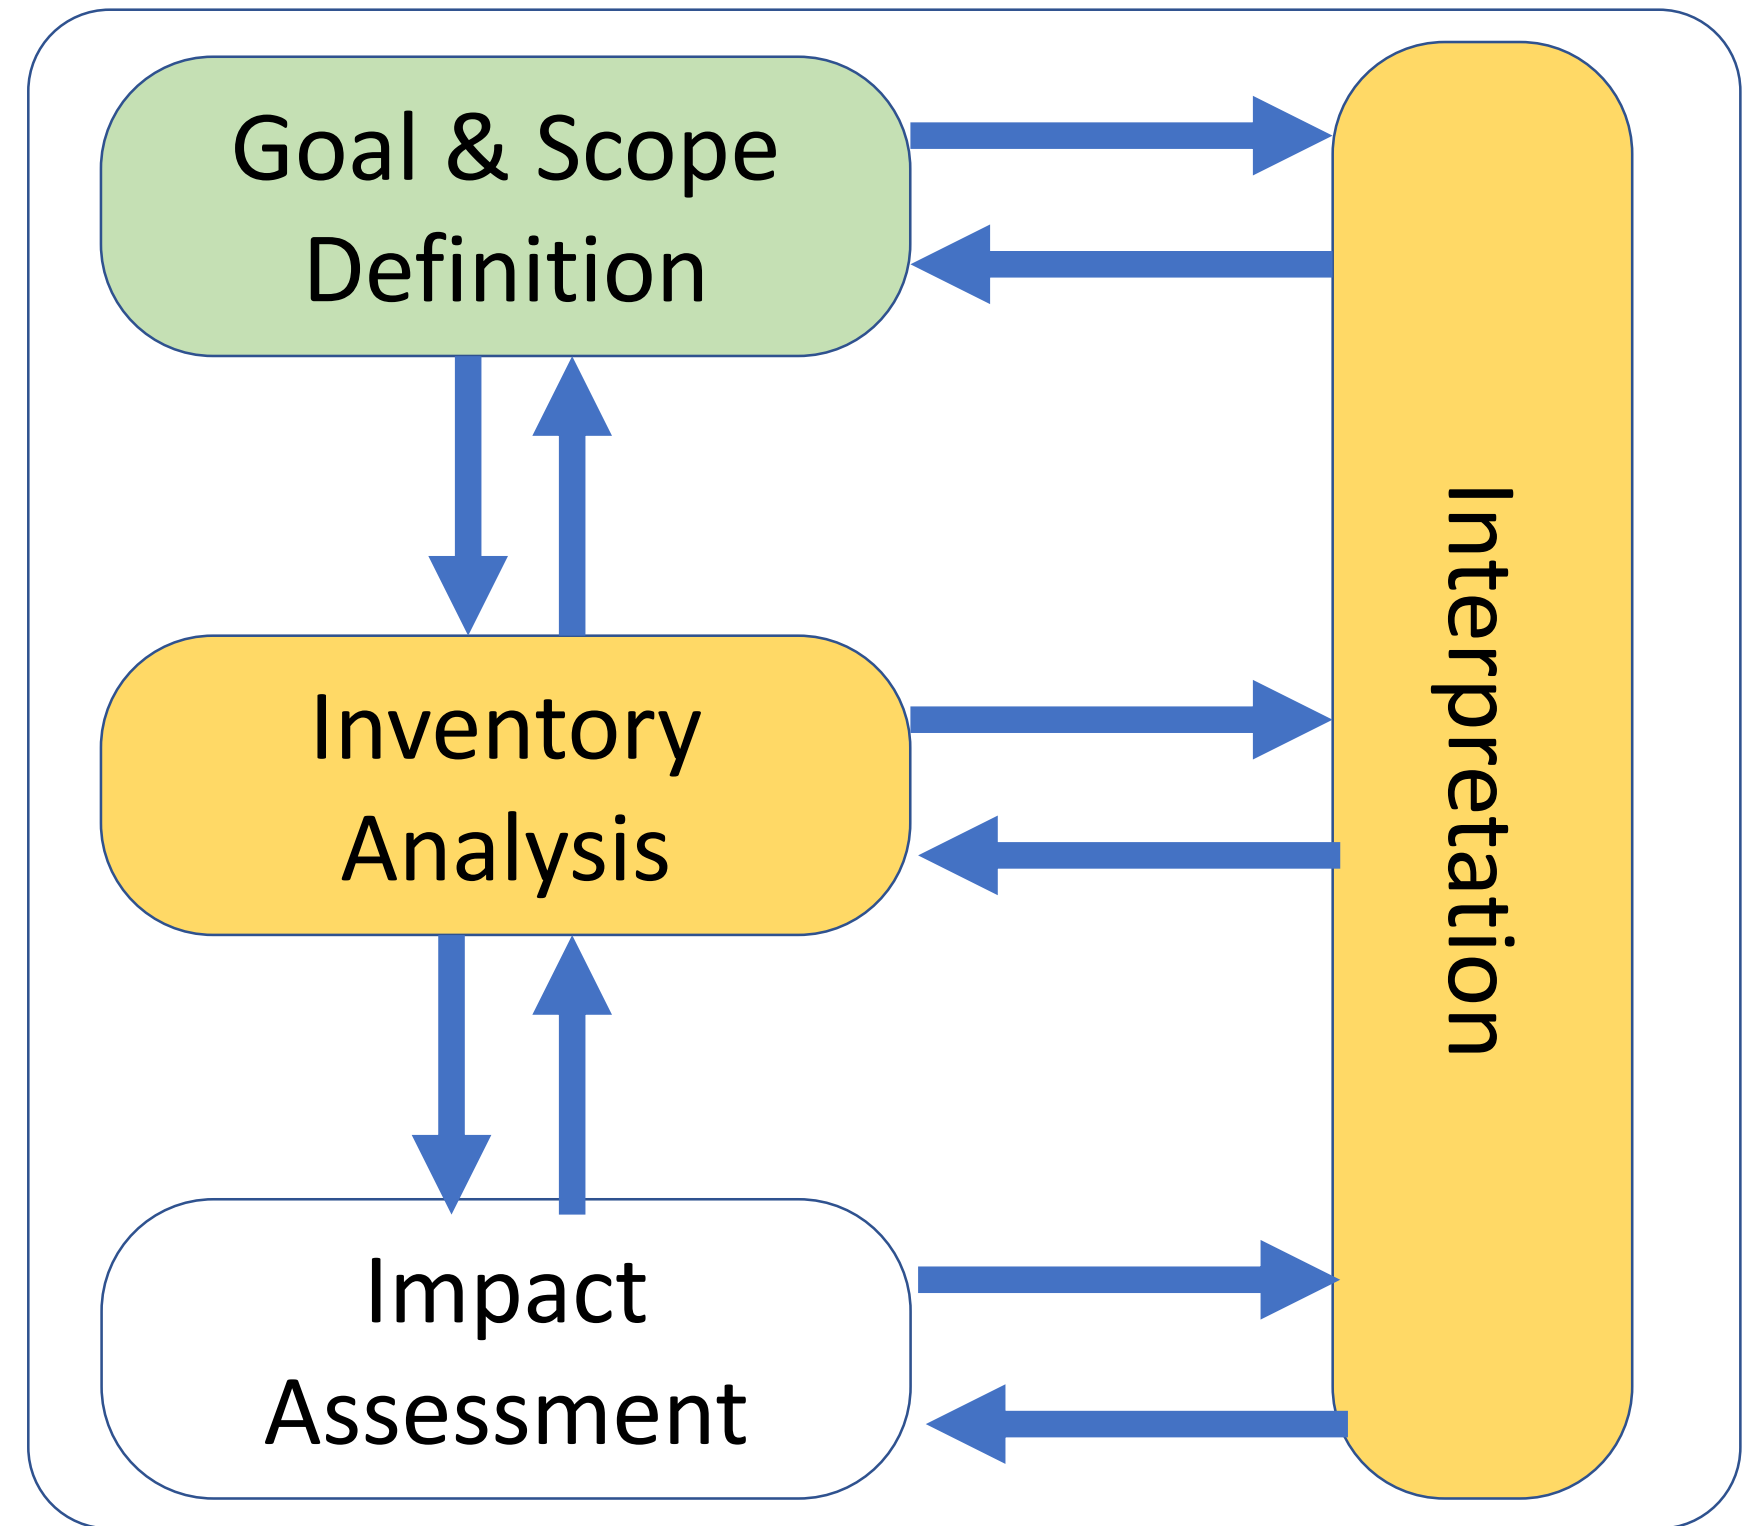 Goal & Scope
Definition
Inventory
Analysis
Impact
Assessment
Interpretation